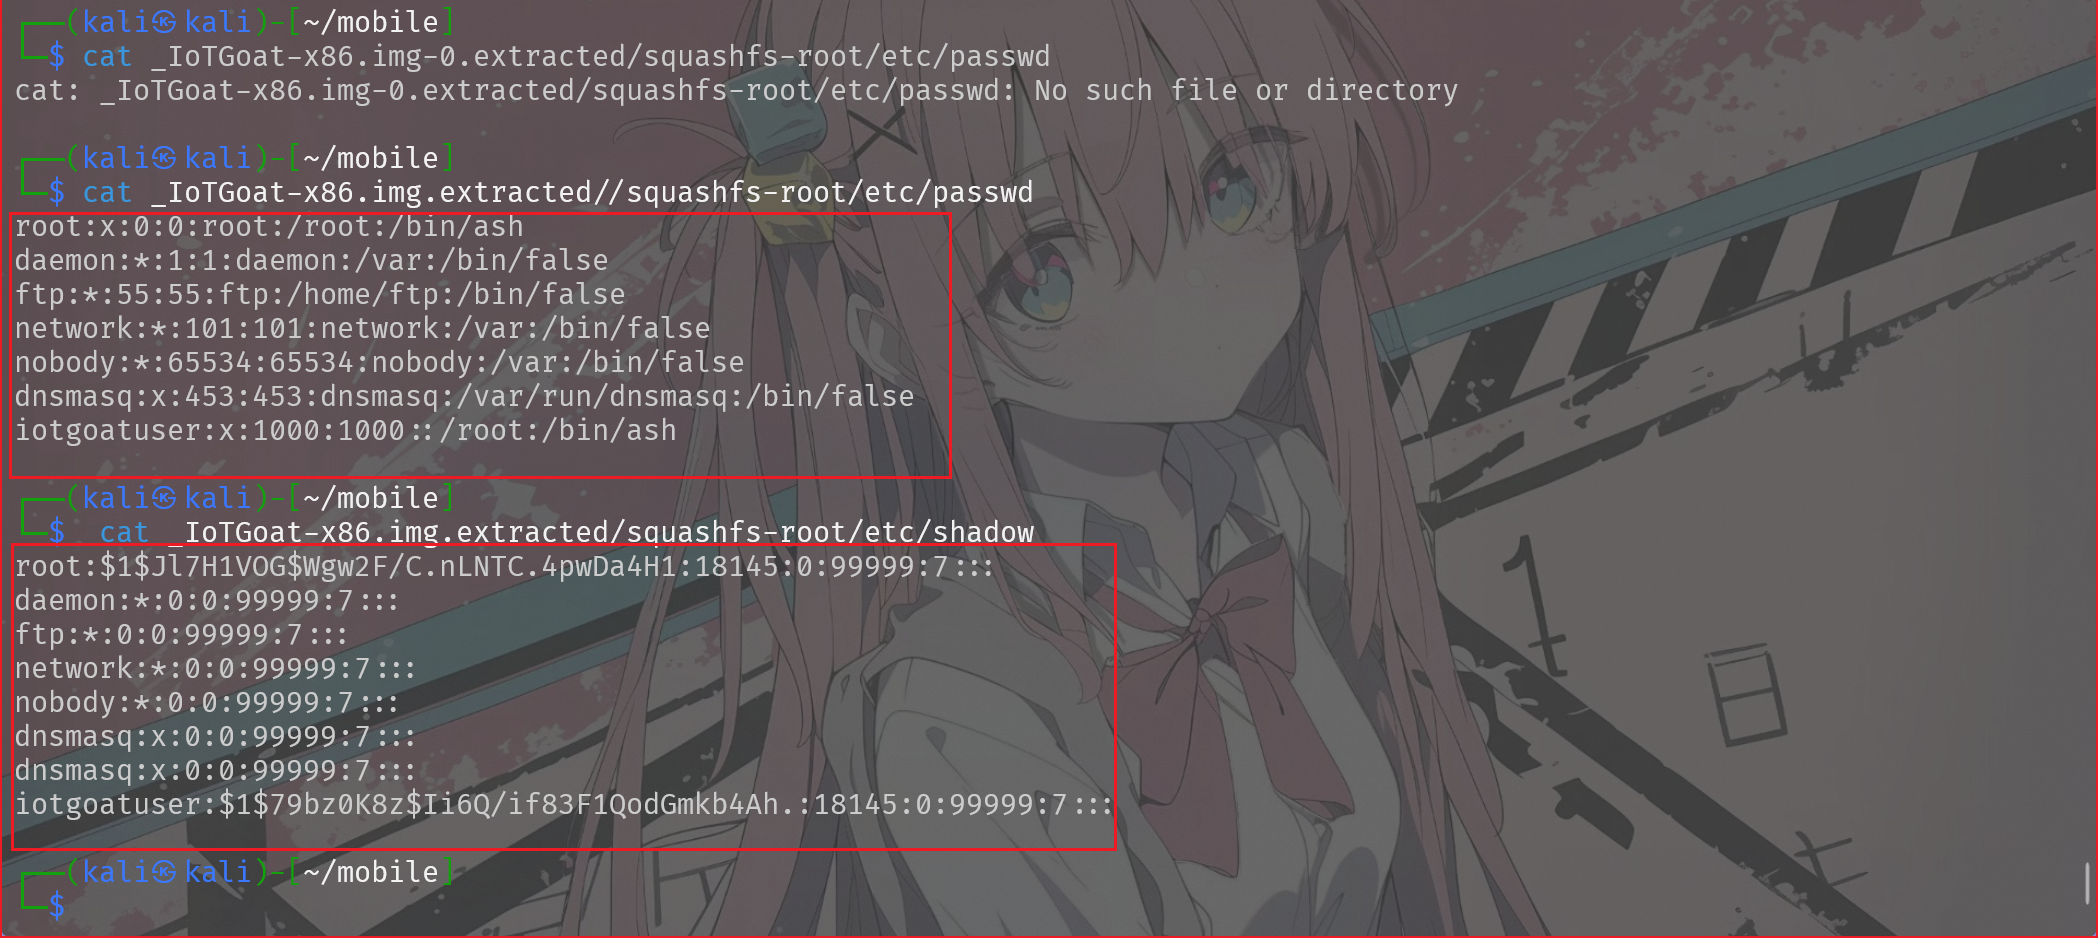 ┌──(kali㉿kali)-[~/mobile]
└─$ cat _IoTGoat-x86.img-0.extracted/squashfs-root/etc/passwd
cat: _IoTGoat-x86.img-0.extracted/squashfs-root/etc/passwd: No such file or directory
┌──(kali㉿kali)-[~/mobile]
└─$ cat _IoTGoat-x86.img.extracted//squashfs-root/etc/passwd
root:x:0:0:root:/root:/bin/ash
daemon:*:1:1:daemon:/var:/bin/false
ftp:*:55:55:ftp:/home/ftp:/bin/false
network:*:101:101:network:/var:/bin/false
nobody:*:65534:65534:nobody:/var:/bin/false
dnsmasq:x:453:453:dnsmasq:/var/run/dnsmasq:/bin/false
iotgoatuser:x:1000:1000::/root:/bin/ash
┌──(kali㉿kali)-[~/mobile]
└─$  cat _IoTGoat-x86.img.extracted/squashfs-root/etc/shadow
root:$1$Jl7H1VOG$Wgw2F/C.nLNTC.4pwDa4H1:18145:0:99999:7:::
daemon:*:0:0:99999:7:::
ftp:*:0:0:99999:7:::
network:*:0:0:99999:7:::
nobody:*:0:0:99999:7:::
dnsmasq:x:0:0:99999:7:::
dnsmasq:x:0:0:99999:7:::
iotgoatuser:$1$79bz0K8z$Ii6Q/if83F1QodGmkb4Ah.:18145:0:99999:7:::
┌──(kali㉿kali)-[~/mobile]
└─$